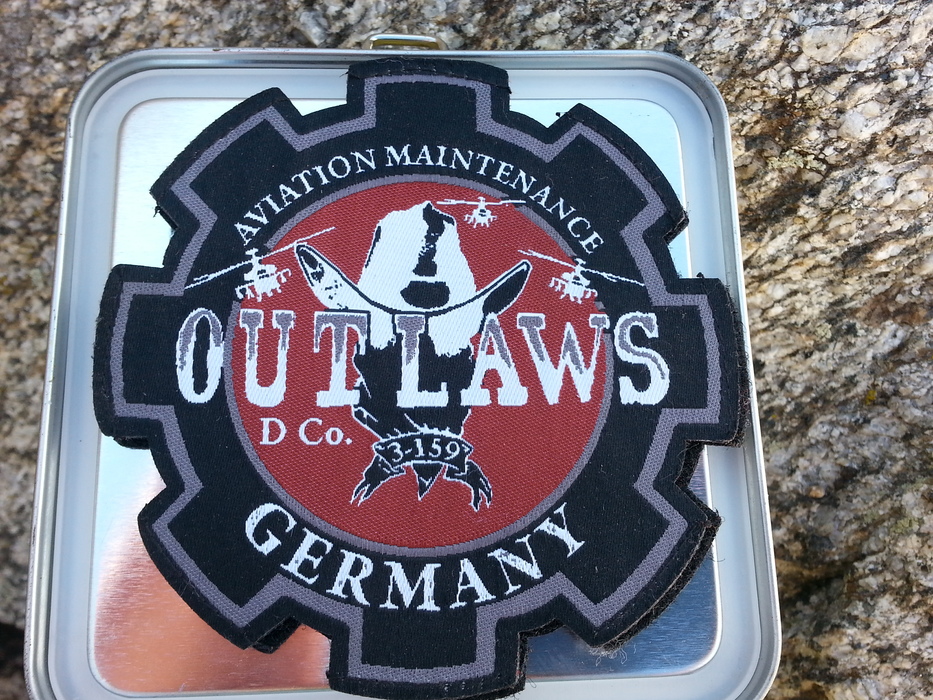 AVIATION MAINTENANCE
OUTLAWS
D Co.
3-159
GERMANY